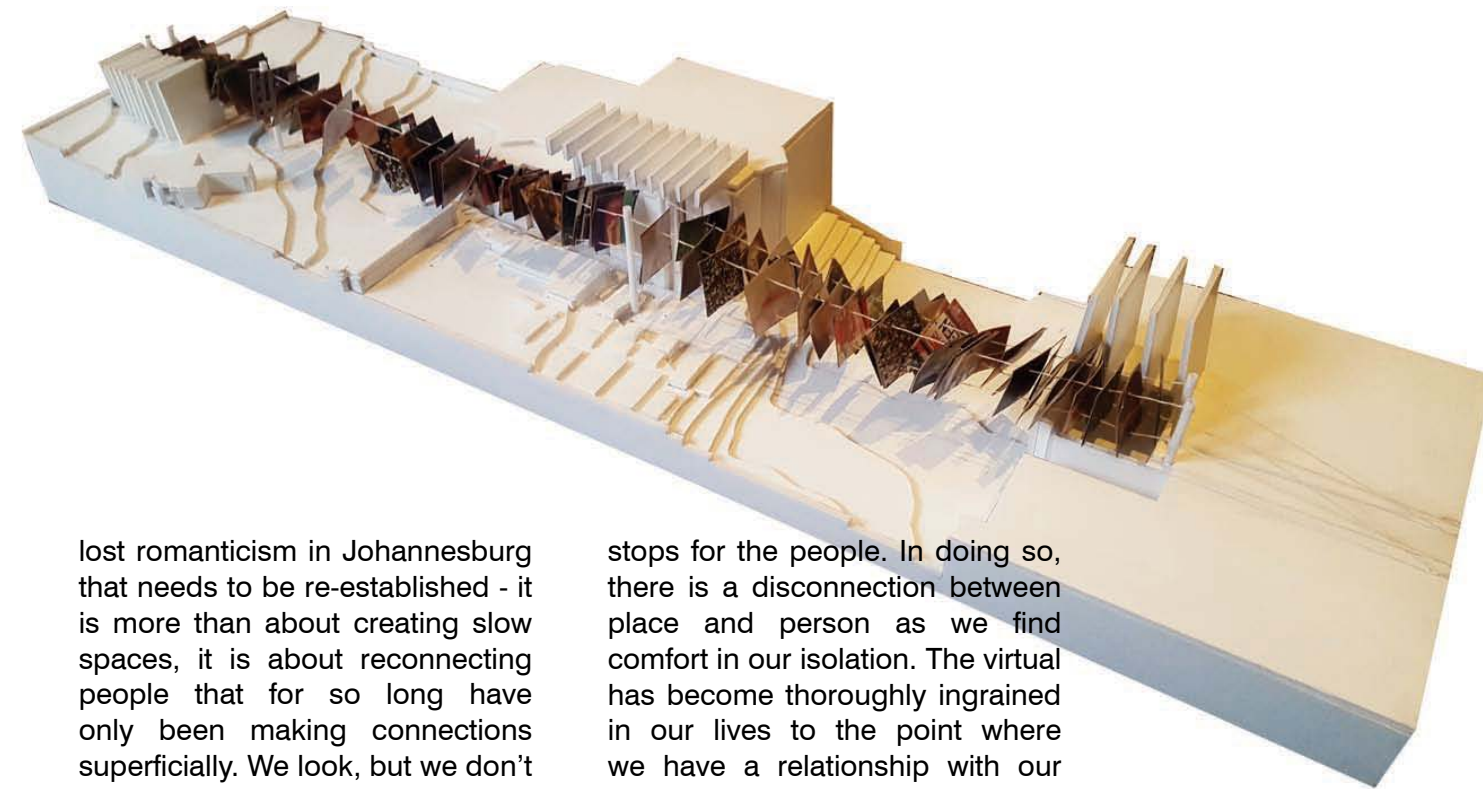 lost romanticism in Johannesburg
that needs to be re-established - it
is more than about creating slow
spaces, it is about reconnecting
people that for so long have
only been making connections
superficially. We look, but we don’t
stops for the people. In doing so,
there is a disconnection between
place and person as we find
comfort in our isolation. The virtual
has become thoroughly ingrained
in our lives to the point where
we have a relationship with our